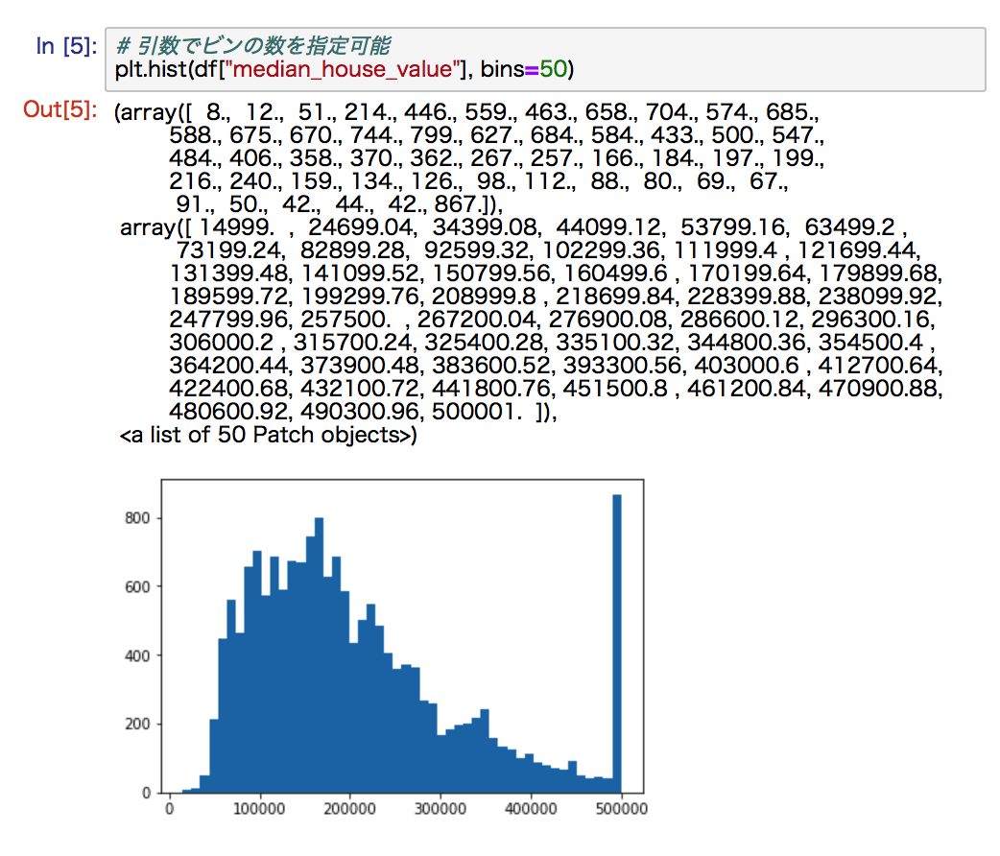 In [5]:
# 引数でビンの数を指定可能
plt.hist(df["median_house_value"], bins=50)
Out[5]:
(array([  8.,  12.,  51., 214., 446., 559., 463., 658., 704., 574., 685.,
588., 675., 670., 744., 799., 627., 684., 584., 433., 500., 547.,
484., 406., 358., 370., 362., 267., 257., 166., 184., 197., 199.,
216., 240., 159., 134., 126.,  98., 112.,  88.,  80.,  69.,  67.,
91.,  50.,  42.,  44.,  42., 867.]),
array([ 14999.  ,  24699.04,  34399.08,  44099.12,  53799.16,  63499.2 ,
73199.24,  82899.28,  92599.32, 102299.36, 111999.4 , 121699.44,
131399.48, 141099.52, 150799.56, 160499.6 , 170199.64, 179899.68,
189599.72, 199299.76, 208999.8 , 218699.84, 228399.88, 238099.92,
247799.96, 257500.  , 267200.04, 276900.08, 286600.12, 296300.16,
306000.2 , 315700.24, 325400.28, 335100.32, 344800.36, 354500.4 ,
364200.44, 373900.48, 383600.52, 393300.56, 403000.6 , 412700.64,
422400.68, 432100.72, 441800.76, 451500.8 , 461200.84, 470900.88,
480600.92, 490300.96, 500001.  ]),
<a list of 50 Patch objects>)
800
600
400
200
0
0 100000 200000 300000 400000 500000